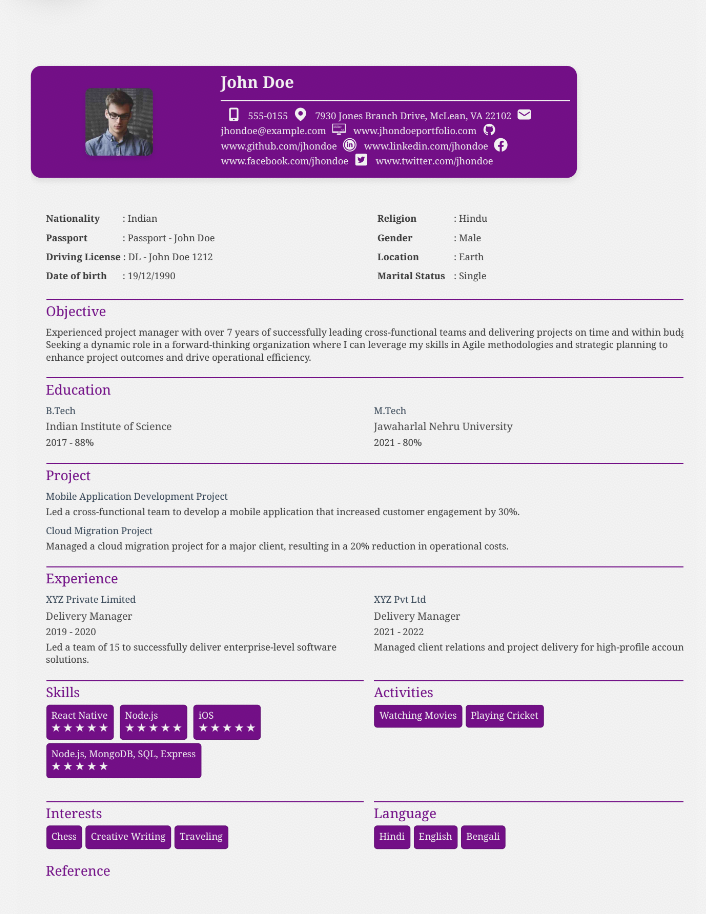 John Doe
555-0155 7930 Jones Branch Drive, McLean, VA 22102
jhondoe@example.com www.jhondoeportfolio.com
www.github.com/jhondoe www.linkedin.com/jhondoe
www.facebook.com/jhondoe www.twitter.com/jhondoe
Nationality : Indian
Religion : Hindu
Passport : Passport - John Doe
Gender : Male
Driving License : DL - John Doe 1212
Location : Earth
Date of birth : 19/12/1990
Marital Status : Single
Objective
Experienced project manager with over 7 years of successfully leading cross-functional teams and delivering projects on time and within
Seeking a dynamic role in a forward-thinking organization where I can leverage my skills in Agile methodologies and strategic planning to
enhance project outcomes and drive operational efficiency.
Education
B.Tech
Indian Institute of Science
2017 - 88%
M.Tech
Jawaharlal Nehru University
2021 - 80%
Project
Mobile Application Development Project
Led a cross-functional team to develop a mobile application that increased customer engagement by 30%.
Cloud Migration Project
Managed a cloud migration project for a major client, resulting in a 20% reduction in operational costs.
Experience
XYZ Private Limited
Delivery Manager
2019 - 2020
Led a team of 15 to successfully deliver enterprise-level software
solutions.
XYZ Pvt Ltd
Delivery Manager
2021 - 2022
Managed client relations and project delivery for high-profile accoun
Skills
React Native
★★★★★
Node.js
★★★★★
iOS
★★★★★
Node.js, MongoDB, SQL, Express
★★★★★
Activities
Watching Movies
Playing Cricket
Interests
Chess
Creative Writing
Traveling
Language
Hindi
English
Bengali
Reference